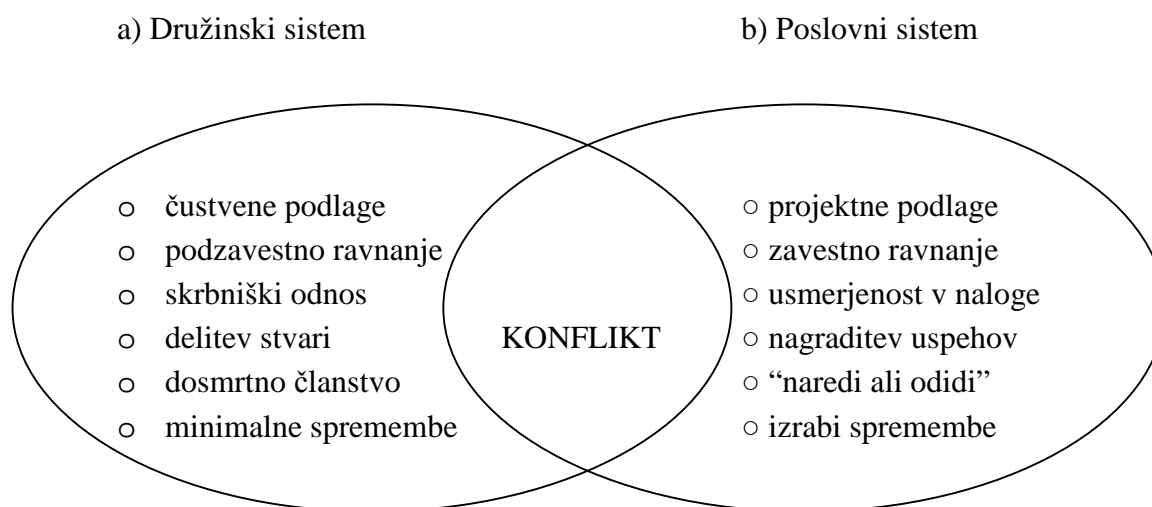 a) Družinski sistem
b) Poslovni sistem
o čustvene podlage
o podzavestno ravnanje
o skrbniški odnos
o delitev stvari
o dosmrtno članstvo
o minimalne spremembe
KONFLIKT
○ projektne podlage
○ zavestno ravnanje
○ usmerjenost v naloge
○ nagraditev uspehov
○ “naredi ali odidi”
○ izrabi spremembe